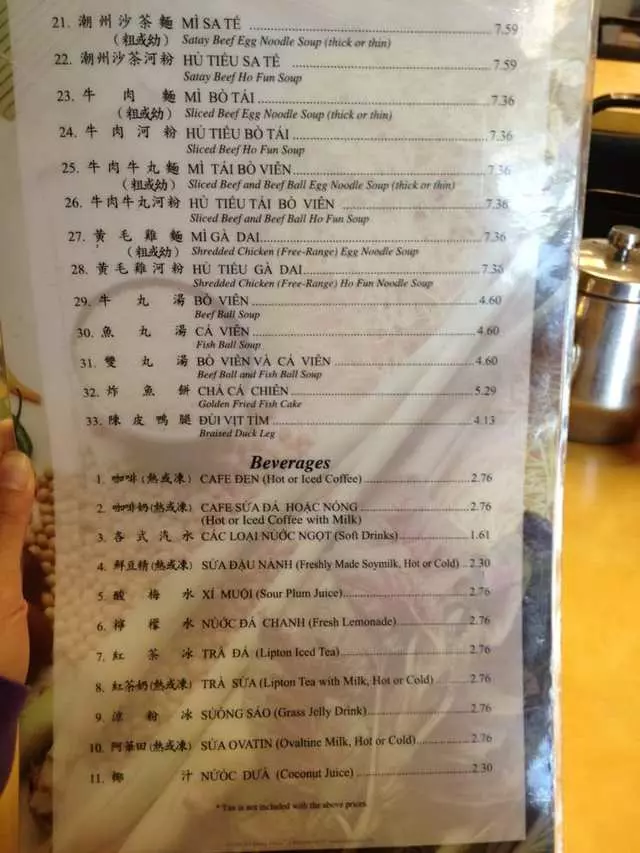 21. 潮州沙茶麵 MÌ SA TÉ 7.59
(粗或幼) Satay Beef Egg Noodle Soup (thick or thin)
22. 潮州沙茶河粉 HỦ TIẾU SA TẾ 7.59
Satay Beef Ho Fun Soup
23. 牛肉麵 MÌ BÒ TÁI 7.36
(粗或幼) Sliced Beef Egg Noodle Soup (thick or thin)
24. 牛肉河粉 HỦ TIẾU BÒ TÁI 7.36
Sliced Beef Ho Fun Soup
25. 牛肉牛丸麵 MÌ TÁI BÒ VIÊN 7.36
(粗或幼) Sliced Beef and Beef Ball Egg Noodle Soup (thick or thin)
26. 牛肉牛丸河粉 HỦ TIẾU TÁI BÒ VIÊN 7.36
Sliced Beef and Beef Ball Ho Fun Soup
27. 黃毛雞麵 MÌ GÀ DAI 7.36
(粗或幼) Shredded Chicken (Free-Range) Egg Noodle Soup
28. 黃毛雞河粉 HỦ TIẾU GÀ DAI 7.36
Shredded Chicken (Free-Range) Ho Fun Noodle Soup
29. 牛丸湯 BÒ VIÊN 4.60
Beef Ball Soup
30. 魚丸湯 CÁ VIÊN 4.60
Fish Ball Soup
31. 雙丸湯 BÒ VIÊN VÀ CÁ VIÊN 4.60
Beef Ball and Fish Ball Soup
32. 炸魚餅 CHẢ CÁ CHIÊN 5.29
Golden Fried Fish Cake
33. 陳皮鴨腿 ĐÙI VỊT TÌM 4.13
Braised Duck Leg
Beverages
1. 咖啡(熱或凍) CAFE ĐEN (Hot or Iced Coffee) 2.76
2. 咖啡奶(熱或凍) CAFE SỮA ĐÁ HOẶC NÓNG 2.76
(Hot or Iced Coffee with Milk)
3. 各式汽水 CÁC LOẠI NƯỚC NGỌT (Soft Drinks) 1.61
4. 鮮豆精(熱或凍) SỮA ĐẬU NÀNH (Freshly Made Soymilk, Hot or Cold) 2.30
5. 酸梅水 XÍ MUỘI (Sour Plum Juice) 2.76
6. 檸檬水 NƯỚC ĐÁ CHANH (Fresh Lemonade) 2.76
7. 紅茶冰 TRÀ ĐÁ (Lipton Iced Tea) 2.76
8. 紅茶奶(熱或凍) TRÀ SỮA (Lipton Tea with Milk, Hot or Cold) 2.76
9. 涼粉冰 SƯƠNG SÁO (Grass Jelly Drink) 2.76
10. 阿華田(熱或凍) SỮA OVATIN (Ovaltine Milk, Hot or Cold) 2.76
11. 椰汁 NƯỚC DỪA (Coconut Juice) 2.30
* Tax is not included with the above prices.